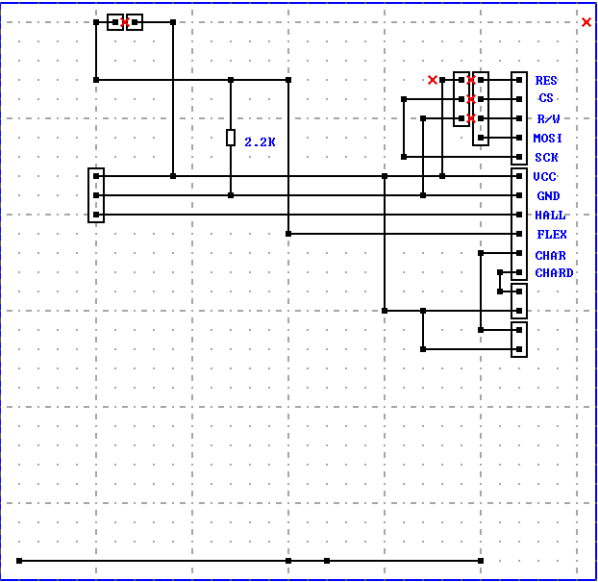 RES
CS
R/W
2.2K
MOSI
SCK
VCC
GND
HALL
FLEX
CHAR
CHARD